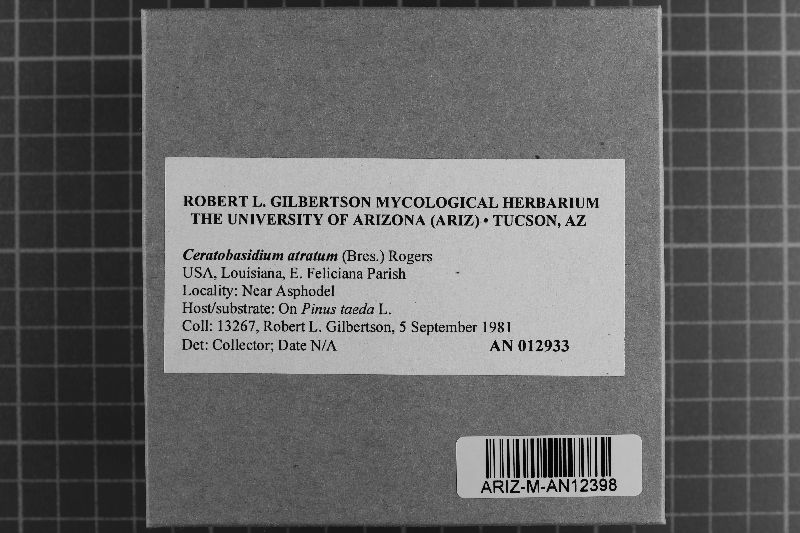 ROBERT L. GILBERTSON MYCOLOGICAL HERBARIUM
THE UNIVERSITY OF ARIZONA (ARIZ) • TUCSON, AZ
Ceratobasidium atratum (Bres.) Rogers
USA, Louisiana, E. Feliciana Parish
Locality: Near Asphodel
Host/substrate: On Pinus taeda L.
Coll: 13267, Robert L. Gilbertson, 5 September 1981
Det: Collector; Date N/A AN 012933
ARIZ-M-AN12398